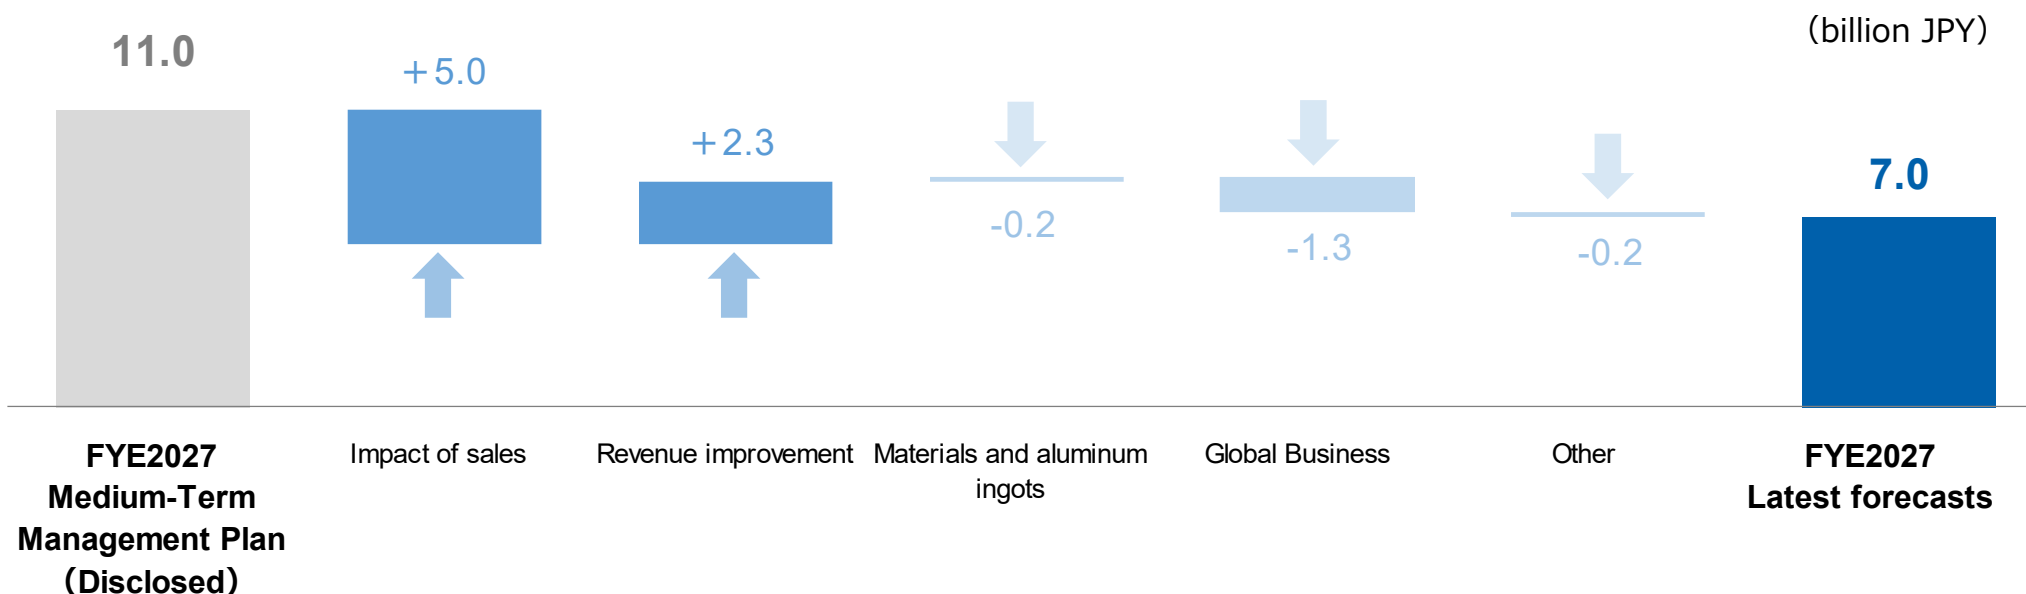 （billion JPY）
11.0
＋5.0
＋2.3
-0.2
-1.3
-0.2
7.0
FYE2027
Medium-Term
Management Plan
（Disclosed）
Impact of sales
Revenue improvement
Materials and aluminum
ingots
Global Business
Other
FYE2027
Latest forecasts